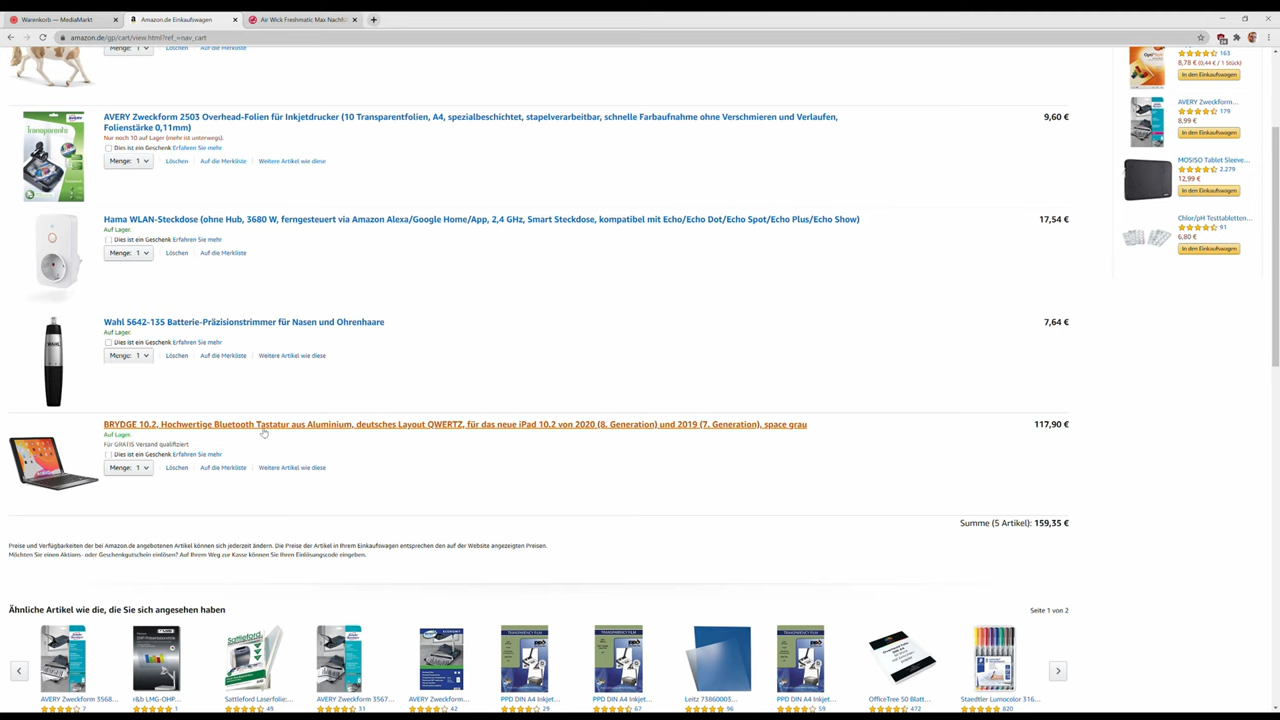 Warenkorb — MediaMarkt
Amazon.de Einkaufswagen
Air Wick Freshmatic Max Nachfül
amazon.de/gp/cart/view.html?ref_=nav_cart
Menge: 1 Löschen Auf die Merkliste
AVERY Zweckform 2503 Overhead-Folien für Inkjetdrucker (10 Transparentfolien, A4, spezialbeschichtet, stapelverarbeitbar, schnelle Farbaufnahme ohne Verschmieren und Verlaufen,
Folienstärke 0,11mm)
9,60 €
Nur noch 10 auf Lager (mehr ist unterwegs).
Dies ist ein Geschenk Erfahren Sie mehr
Menge: 1 Löschen Auf die Merkliste Weitere Artikel wie diese
Hama WLAN-Steckdose (ohne Hub, 3680 W, ferngesteuert via Amazon Alexa/Google Home/App, 2,4 GHz, Smart Steckdose, kompatibel mit Echo/Echo Dot/Echo Spot/Echo Plus/Echo Show)
17,54 €
Auf Lager.
Dies ist ein Geschenk Erfahren Sie mehr
Menge: 1 Löschen Auf die Merkliste
Wahl 5642-135 Batterie-Präzisionstrimmer für Nasen und Ohrenhaare
7,64 €
Auf Lager.
Dies ist ein Geschenk Erfahren Sie mehr
Menge: 1 Löschen Auf die Merkliste Weitere Artikel wie diese
BRYDGE 10.2, Hochwertige Bluetooth Tastatur aus Aluminium, deutsches Layout QWERTZ, für das neue iPad 10.2 von 2020 (8. Generation) und 2019 (7. Generation), space grau
117,90 €
Auf Lager.
Für GRATIS Versand qualifiziert
Dies ist ein Geschenk Erfahren Sie mehr
Menge: 1 Löschen Auf die Merkliste Weitere Artikel wie diese
Summe (5 Artikel): 159,35 €
Preise und Verfügbarkeiten der bei Amazon.de angebotenen Artikel können sich jederzeit ändern. Die Preise der Artikel in Ihrem Einkaufswagen entsprechen den auf der Website angezeigten Preisen.
Möchten Sie einen Aktions- oder Geschenkgutschein einlösen? Auf Ihrem Weg zur Kasse können Sie Ihren Einlösungscode eingeben.
163
8,78 € (0,44 € / 1 Stück)
In den Einkaufswagen
AVERY Zweckform...
179
8,99 €
In den Einkaufswagen
MOSISO Tablet Sleeve...
2.279
12,99 €
In den Einkaufswagen
Chlor/pH Testtabletten...
91
6,80 €
In den Einkaufswagen
Ähnliche Artikel wie die, die Sie sich angesehen haben
Seite 1 von 2
AVERY Zweckform 3568...
7
r&b LMG-OHP...
1
Sattleford Laserfolie:...
49
AVERY Zweckform 3567...
33
AVERY Zweckform...
42
PPD DIN A4 Inkjet...
29
PPD DIN A4 Inkjet...
67
Leitz 73860003...
96
PPD DIN A4 Inkjet...
59
OfficeTree 50 Blatt...
472
Staedtler Lumocolor 316...
820